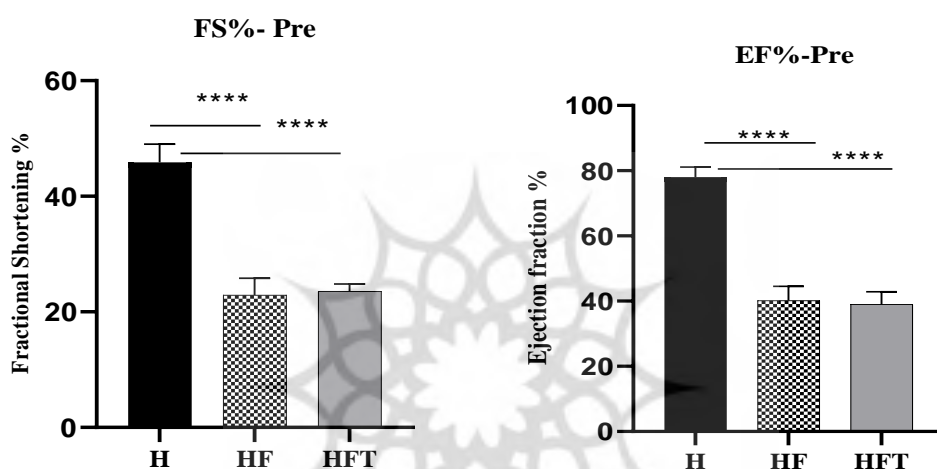 FS%- Pre
Fractional Shortening %
60
40
20
0
****
****
H HF HFT
EF%-Pre
Ejection fraction %
100
80
60
40
20
0
****
****
H HF HFT